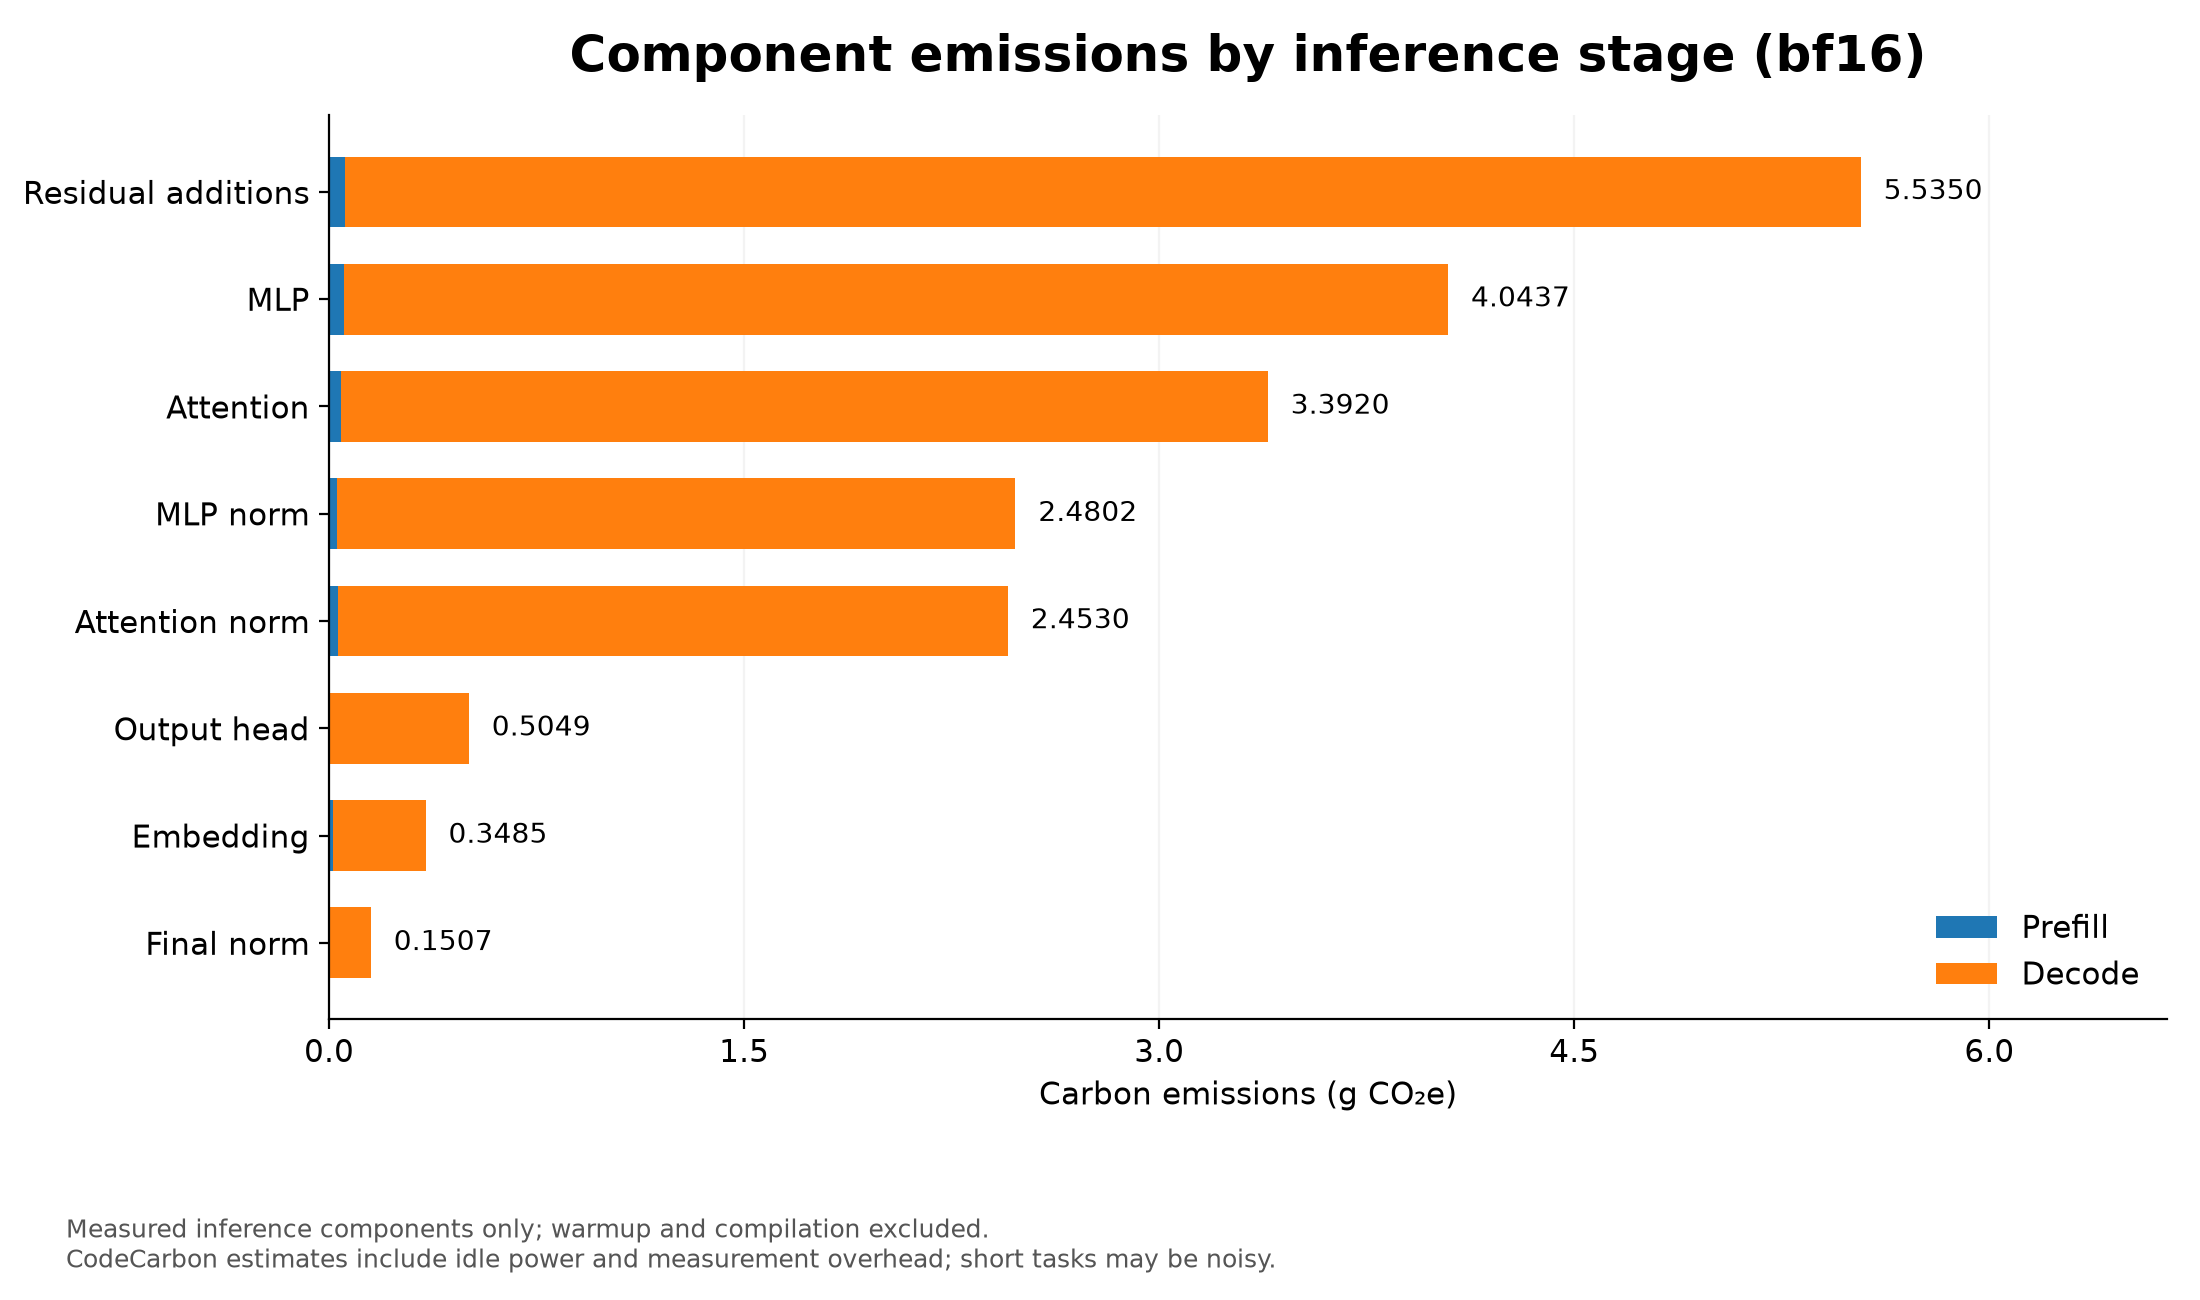 Component emissions by inference stage (bf16)
Residual additions
5.5350
MLP
4.0437
Attention
3.3920
MLP norm
2.4802
Attention norm
2.4530
Output head
0.5049
Embedding
0.3485
Final norm
0.1507
Prefill
Decode
0.0 1.5 3.0 4.5 6.0
Carbon emissions (g CO₂e)
Measured inference components only; warmup and compilation excluded.
CodeCarbon estimates include idle power and measurement overhead; short tasks may be noisy.